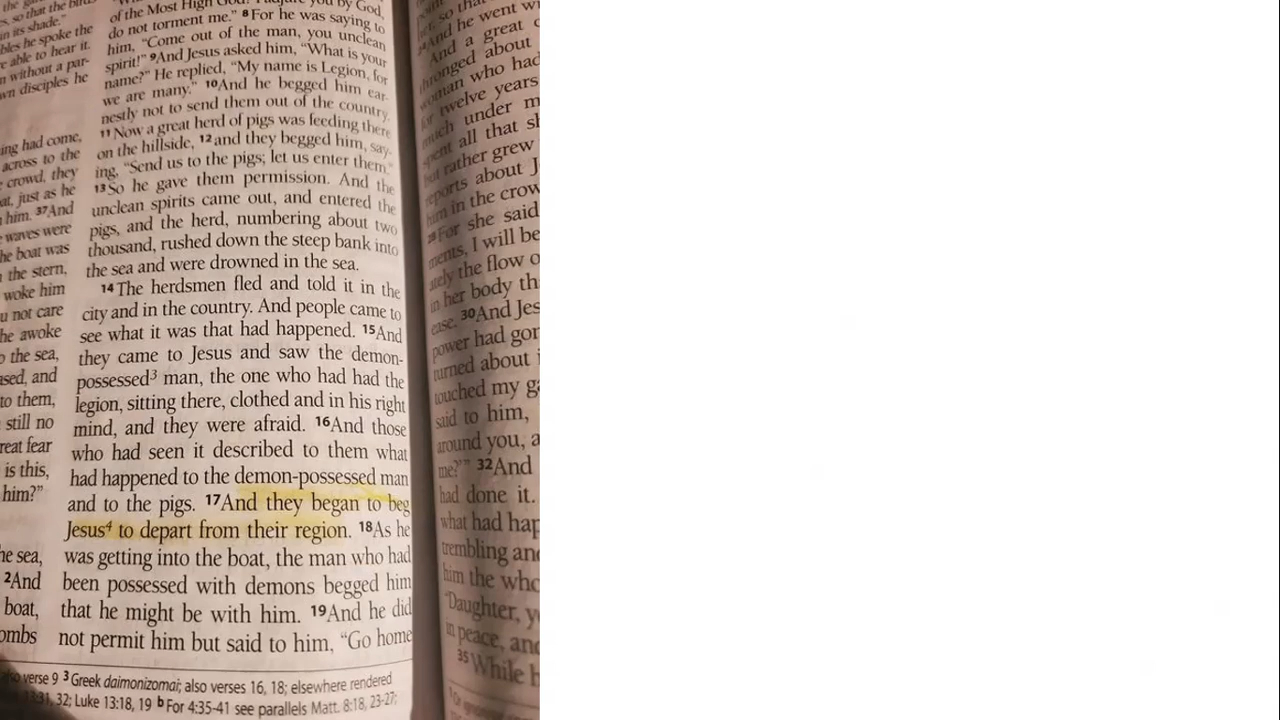 es, so that the birds
in its shade."
bles he spoke the
e able to hear it.
n without a par-
wn disciples he
ing had come,
across to the
crowd, they
at, just as he
him. 37And
waves were
he boat was
the stern,
woke him
u not care
he awoke
the sea,
ased, and
to them,
still no
reat fear
is this,
him?"
he sea,
2And
boat,
ombs
of the Most High God? I adjure you by God,
do not torment me." 8For he was saying to
him, "Come out of the man, you unclean
spirit!" 9And Jesus asked him, "What is your
name?" He replied, "My name is Legion, for
we are many." 10And he begged him ear-
nestly not to send them out of the country.
11Now a great herd of pigs was feeding there
on the hillside, 12and they begged him, say-
ing, "Send us to the pigs; let us enter them."
13So he gave them permission. And the
unclean spirits came out, and entered the
pigs, and the herd, numbering about two
thousand, rushed down the steep bank into
the sea and were drowned in the sea.
14The herdsmen fled and told it in the
city and in the country. And people came to
see what it was that had happened. 15And
they came to Jesus and saw the demon-
possessed3 man, the one who had had the
legion, sitting there, clothed and in his right
mind, and they were afraid. 16And those
who had seen it described to them what
had happened to the demon-possessed man
and to the pigs. 17And they began to beg
Jesus4 to depart from their region. 18As he
was getting into the boat, the man who had
been possessed with demons begged him
that he might be with him. 19And he did
not permit him but said to him, "Go home
also verse 9 3Greek daimonizomai; also verses 16, 18; elsewhere rendered
13:31, 32; Luke 13:18, 19 bFor 4:35-41 see parallels Matt. 8:18, 23-27;
her, so that
24And he went w
And a great c
thronged about
woman who had
for twelve years
much under m
spent all that sh
but rather grew
reports about J
him in the crow
28For she said
ments, I will be
ately the flow o
in her body th
ease. 30And Jes
power had gon
turned about i
touched my ga
said to him,
around you, a
me?'" 32And
had done it.
what had hap
trembling and
him the who
"Daughter, y
in peace, and
35While h